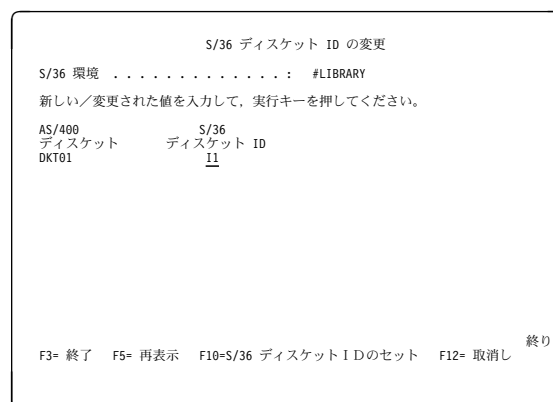 S/36 ディスケット ID の変更
S/36 環境 . . . . . . . . . . . . . . : #LIBRARY
新しい／変更された値を入力して，実行キーを押してください。
AS/400 S/36
ディスケット ディスケット ID
DKT01 I1
終り
F3= 終了 F5= 再表示 F10=S/36 ディスケットＩＤのセット F12= 取消し